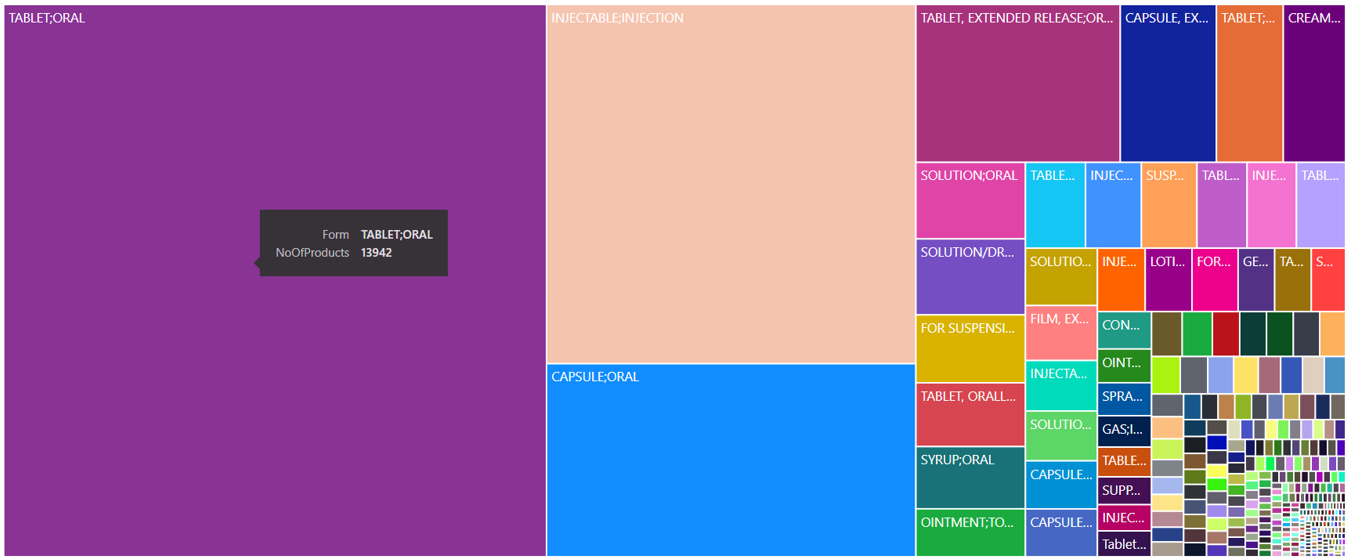 TABLET;ORAL
INJECTABLE;INJECTION
TABLET, EXTENDED RELEASE;OR...
CAPSULE, EX...
TABLET;...
CREAM...
SOLUTION;ORAL
TABLE...
INJEC...
SUSP...
TABL...
INJE...
TABL...
Form TABLET;ORAL
NoOfProducts 13942
SOLUTION/DR...
SOLUTIO...
INJE...
LOTI...
FOR...
GE...
TA...
S...
FOR SUSPENSI...
FILM, EX...
CON...
OINT...
CAPSULE;ORAL
INJECTA...
TABLET, ORALL...
SPRA...
SOLUTIO...
GAS;I...
SYRUP;ORAL
TABLE...
CAPSULE...
SUPP...
OINTMENT;TO...
CAPSULE...
INJEC...
Tablet...